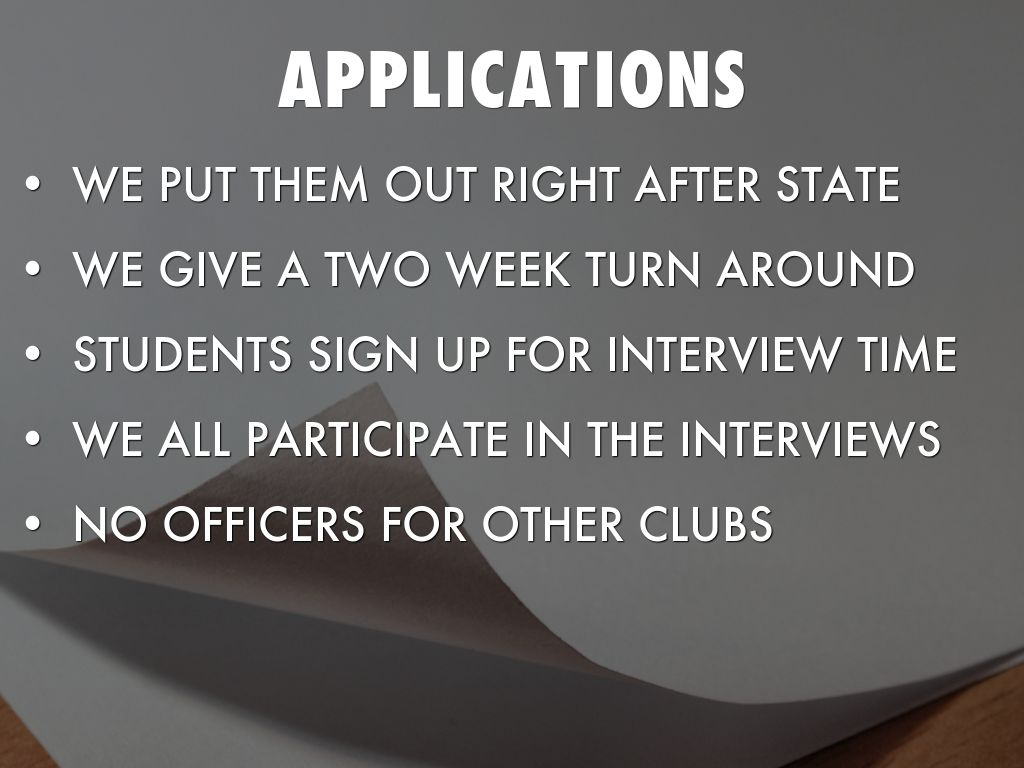 APPLICATIONS
• WE PUT THEM OUT RIGHT AFTER STATE
• WE GIVE A TWO WEEK TURN AROUND
• STUDENTS SIGN UP FOR INTERVIEW TIME
• WE ALL PARTICIPATE IN THE INTERVIEWS
• NO OFFICERS FOR OTHER CLUBS